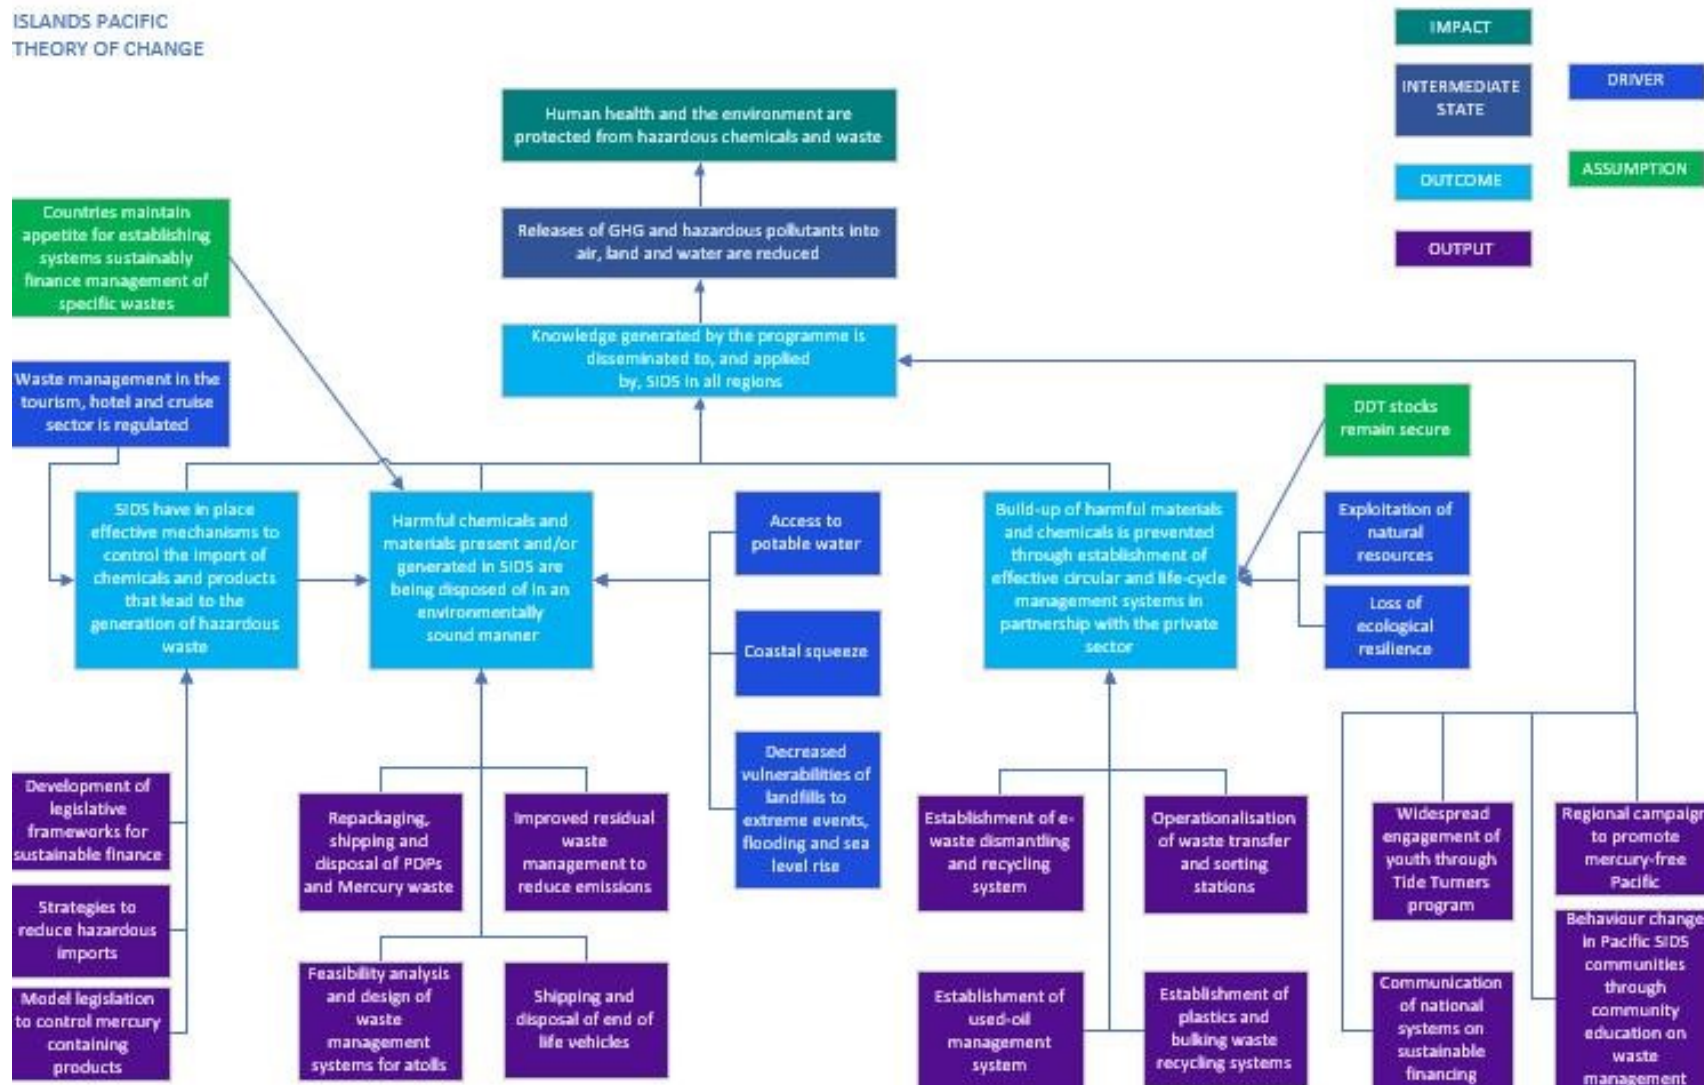 ISLANDS PACIFIC
THEORY OF CHANGE
IMPACT
INTERMEDIATE
STATE
DRIVER
OUTCOME
ASSUMPTION
OUTPUT
Human health and the environment are
protected from hazardous chemicals and waste
Releases of GHG and hazardous pollutants into
air, land and water are reduced
Knowledge generated by the programme is
disseminated to, and applied
by, SIDS in all regions
Countries maintain
appetite for establishing
systems sustainably
finance management of
specific wastes
Waste management in the
tourism, hotel and cruise
sector is regulated
DDT stocks
remain secure
SIDS have in place
effective mechanisms to
control the import of
chemicals and products
that lead to the
generation of hazardous
waste
Harmful chemicals and
materials present and/or
generated in SIDS are
being disposed of in an
environmentally
sound manner
Access to
potable water
Coastal squeeze
Decreased
vulnerabilities of
landfills to
extreme events,
flooding and sea
level rise
Build-up of harmful materials
and chemicals is prevented
through establishment of
effective circular and life-cycle
management systems in
partnership with the private
sector
Exploitation of
natural
resources
Loss of
ecological
resilience
Development of
legislative
frameworks for
sustainable finance
Strategies to
reduce hazardous
imports
Model legislation
to control mercury
containing
products
Repackaging,
shipping and
disposal of POPs
and Mercury waste
Improved residual
waste
management to
reduce emissions
Feasibility analysis
and design of
waste
management
systems for atolls
Shipping and
disposal of end of
life vehicles
Establishment of e-
waste dismantling
and recycling
system
Operationalisation
of waste transfer
and sorting
stations
Establishment of
used-oil
management
system
Establishment of
plastics and
bulking waste
recycling systems
Widespread
engagement of
youth through
Tide Turners
program
Regional campaign
to promote
mercury-free
Pacific
Communication
of national
systems on
sustainable
financing
Behaviour change
in Pacific SIDS
communities
through
community
education on
waste
management